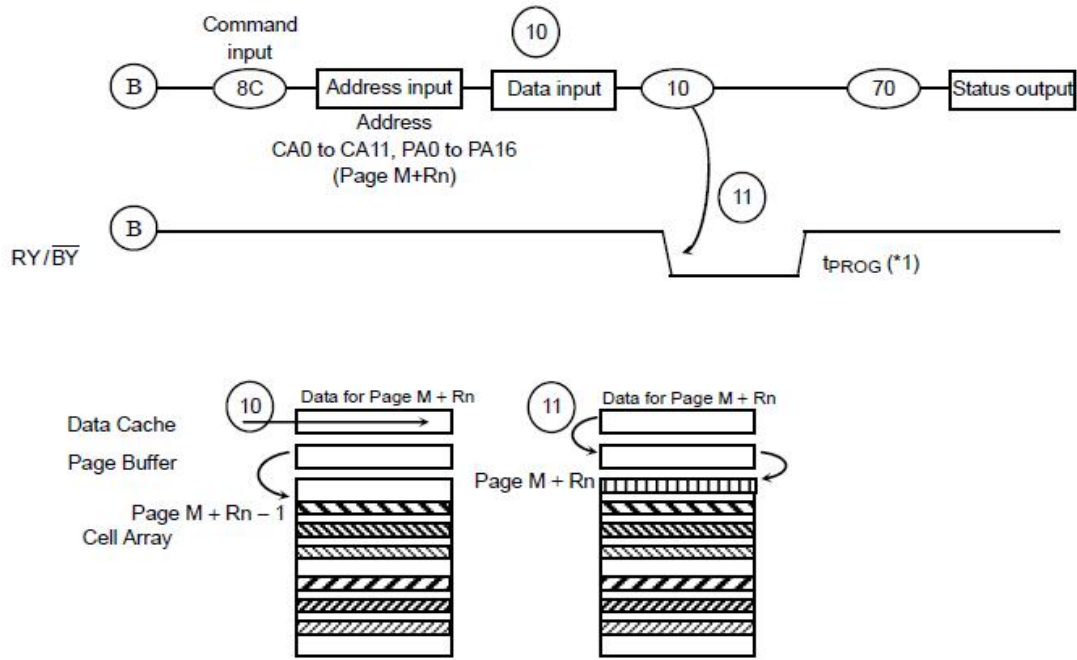 10
Command
input
B 8C Address input Data input 10 70 Status output
Address
CA0 to CA11, PA0 to PA16
(Page M+Rn)
11
B
RY/BY
tPROG (*1)
10 Data for Page M + Rn
Data Cache
Page Buffer
Page M + Rn – 1
Cell Array
11 Data for Page M + Rn
Page M + Rn